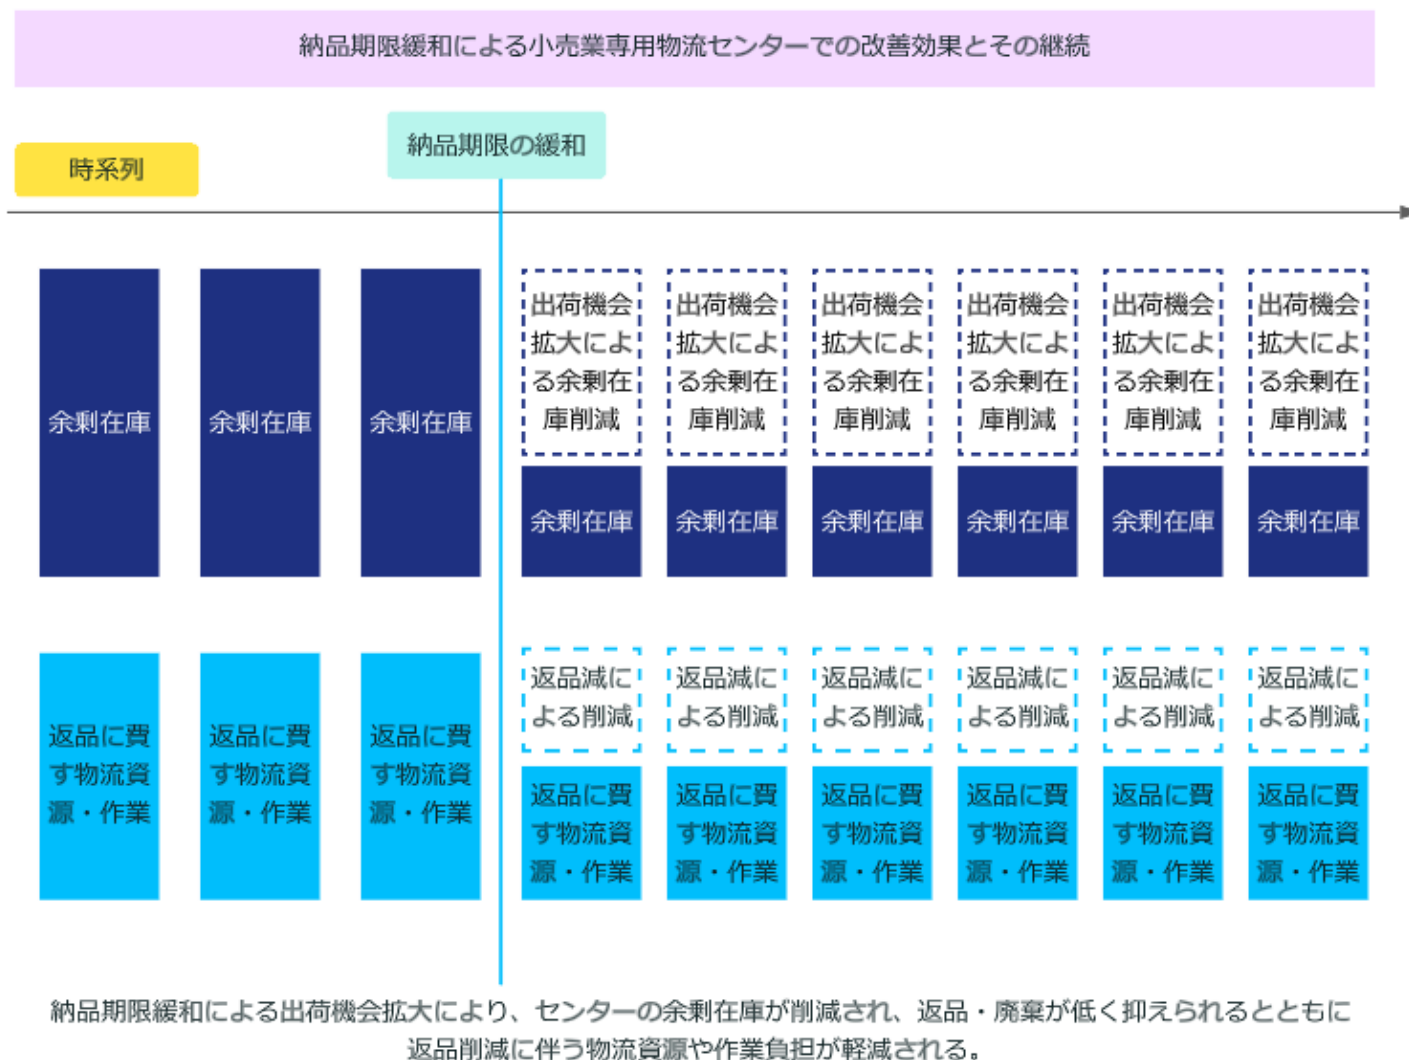 納品期限緩和による小売業専用物流センターでの改善効果とその継続
納品期限の緩和
時系列
余剰在庫
余剰在庫
余剰在庫
出荷機会
拡大によ
る余剰在
庫削減
出荷機会
拡大によ
る余剰在
庫削減
出荷機会
拡大によ
る余剰在
庫削減
出荷機会
拡大によ
る余剰在
庫削減
出荷機会
拡大によ
る余剰在
庫削減
出荷機会
拡大によ
る余剰在
庫削減
余剰在庫
余剰在庫
余剰在庫
余剰在庫
余剰在庫
余剰在庫
返品に費
す物流資
源・作業
返品に費
す物流資
源・作業
返品に費
す物流資
源・作業
返品減に
よる削減
返品減に
よる削減
返品減に
よる削減
返品減に
よる削減
返品減に
よる削減
返品減に
よる削減
返品に費
す物流資
源・作業
返品に費
す物流資
源・作業
返品に費
す物流資
源・作業
返品に費
す物流資
源・作業
返品に費
す物流資
源・作業
返品に費
す物流資
源・作業
納品期限緩和による出荷機会拡大により、センターの余剰在庫が削減され、返品・廃棄が低く抑えられるとともに
返品削減に伴う物流資源や作業負担が軽減される。